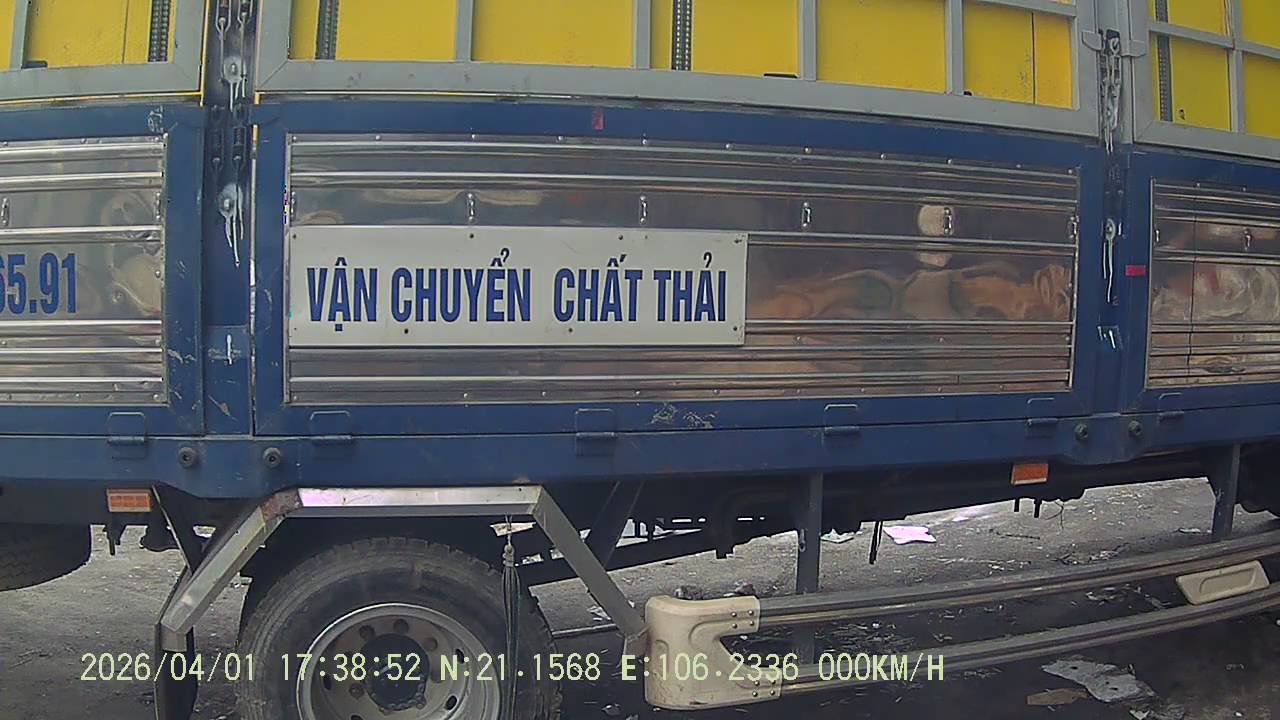 65.91
VẬN CHUYỂN CHẤT THẢI
2026/04/01 17:38:52 N:21.1568 E:106.2336 000KM/H